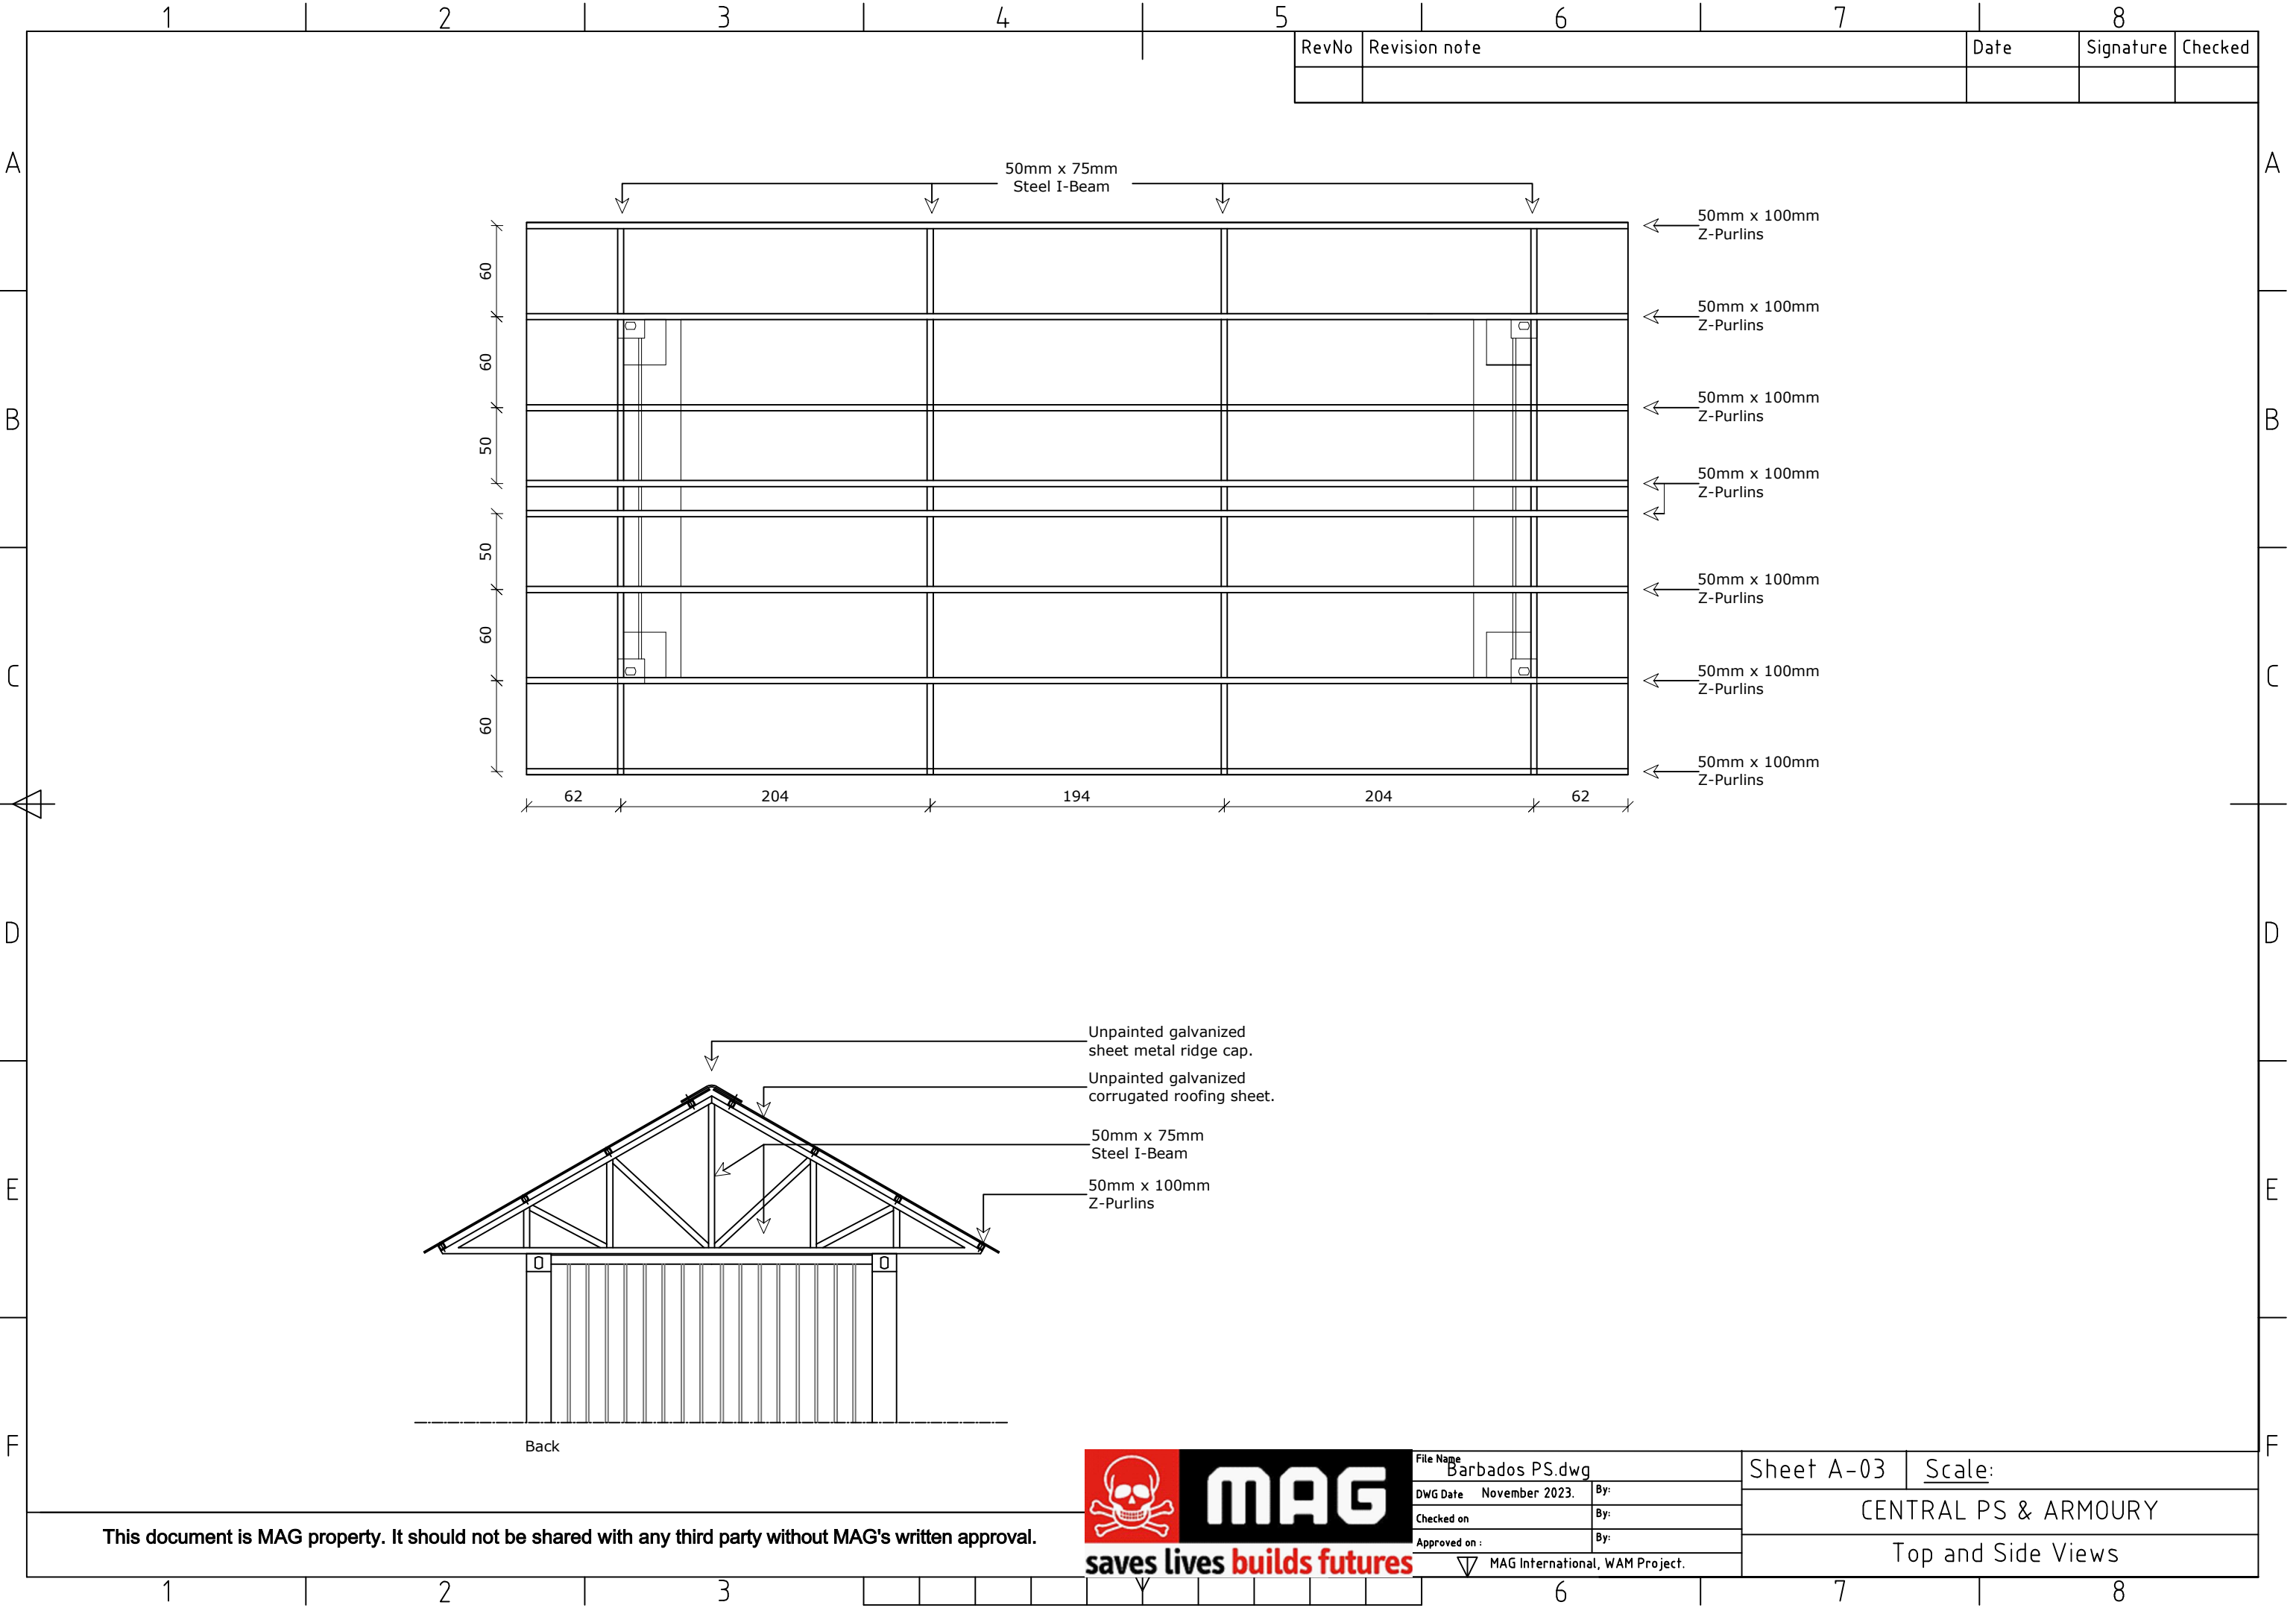 1 2 3 4 5 6 7 8
RevNo Revision note Date Signature Checked
A A
50mm x 75mm
Steel I-Beam
50mm x 100mm
Z-Purlins
60
50mm x 100mm
Z-Purlins
60
50mm x 100mm
Z-Purlins
B B
50
50mm x 100mm
Z-Purlins
50
50mm x 100mm
Z-Purlins
60
C C
50mm x 100mm
Z-Purlins
60
50mm x 100mm
Z-Purlins
62 204 194 204 62
D D
Unpainted galvanized
sheet metal ridge cap.
Unpainted galvanized
corrugated roofing sheet.
50mm x 75mm
Steel I-Beam
50mm x 100mm
Z-Purlins
E E
Back
F F
This document is MAG property. It should not be shared with any third party without MAG's written approval.
MAG
saves lives builds futures
File Name
Barbados PS.dwg
DWG Date November 2023. By:
Checked on By:
Approved on : By:
MAG International, WAM Project.
Sheet A-03 Scale:
CENTRAL PS & ARMOURY
Top and Side Views
1 2 3 6 7 8